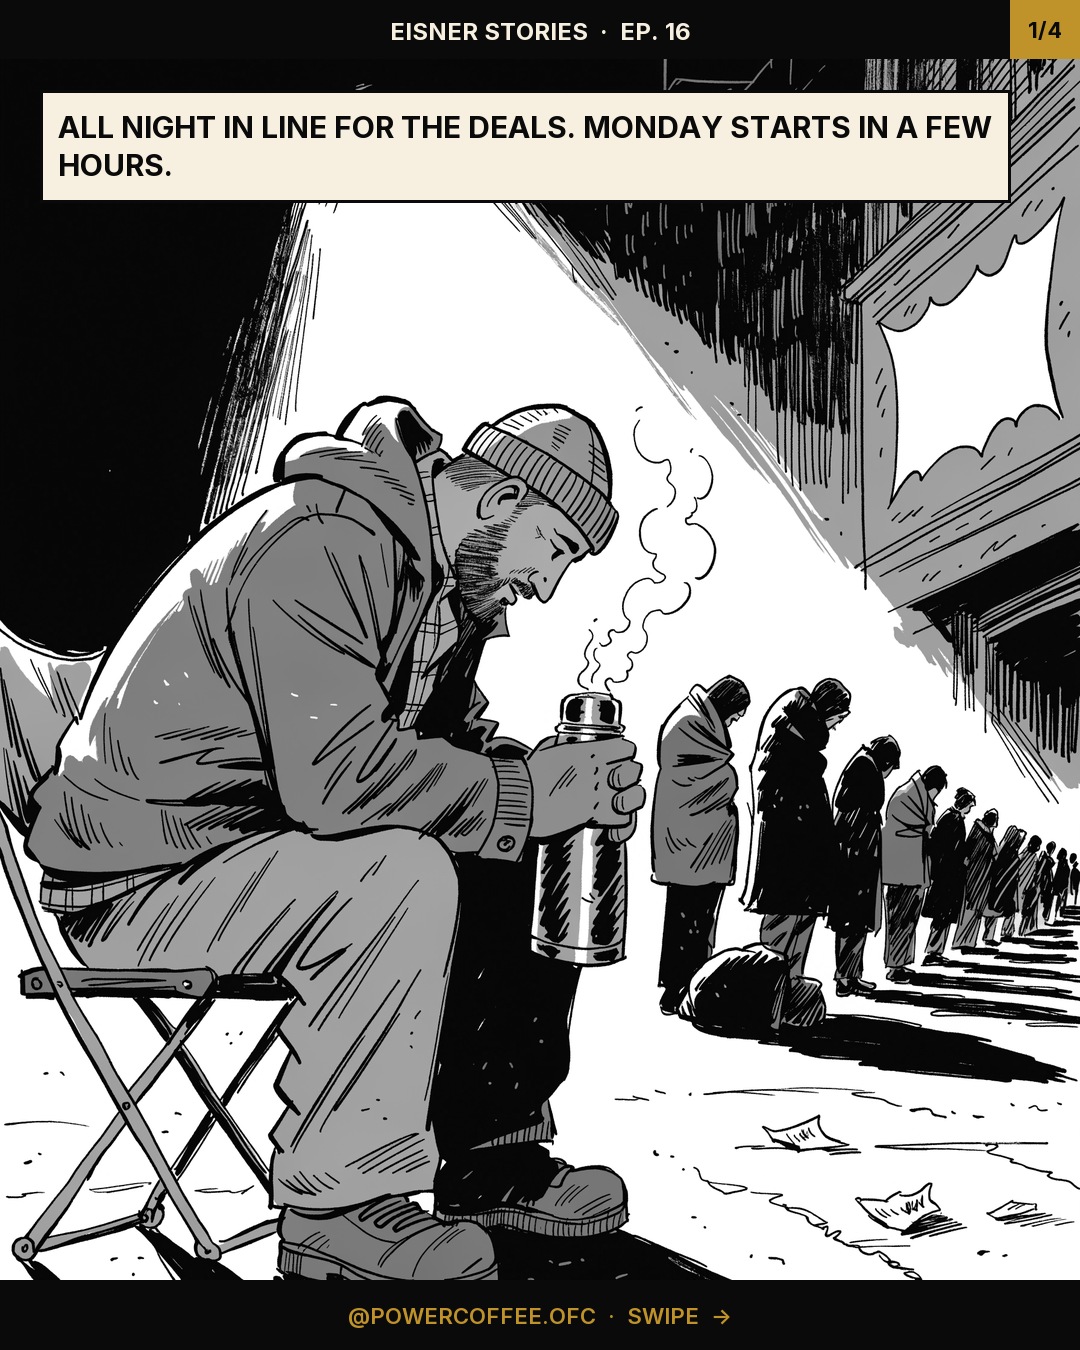 EISNER STORIES · EP. 16
1/4
ALL NIGHT IN LINE FOR THE DEALS. MONDAY STARTS IN A FEW
HOURS.
@POWERCOFFEE.OFC · SWIPE →